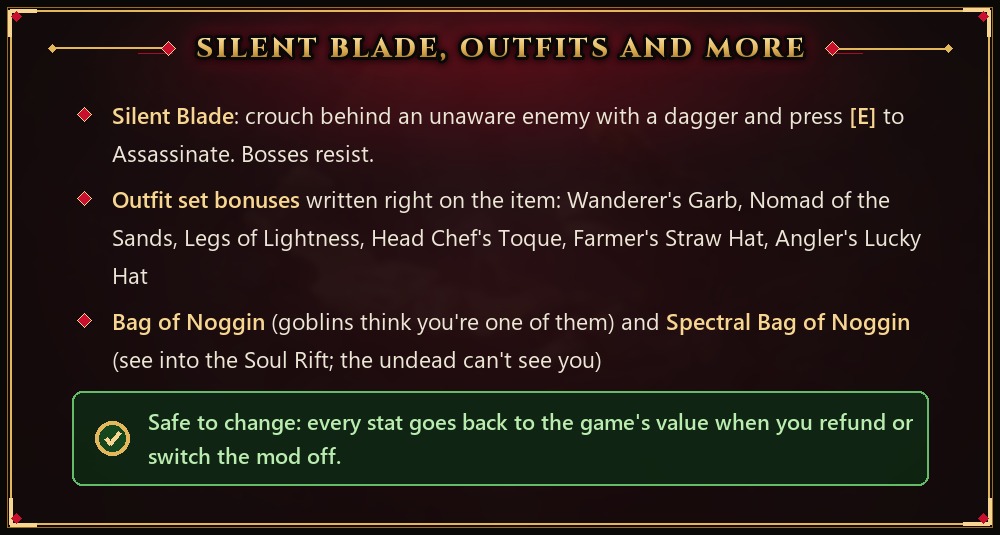 SILENT BLADE, OUTFITS AND MORE
Silent Blade: crouch behind an unaware enemy with a dagger and press [E] to
Assassinate. Bosses resist.
Outfit set bonuses written right on the item: Wanderer's Garb, Nomad of the
Sands, Legs of Lightness, Head Chef's Toque, Farmer's Straw Hat, Angler's Lucky
Hat
Bag of Noggin (goblins think you're one of them) and Spectral Bag of Noggin
(see into the Soul Rift; the undead can't see you)
Safe to change: every stat goes back to the game's value when you refund or
switch the mod off.